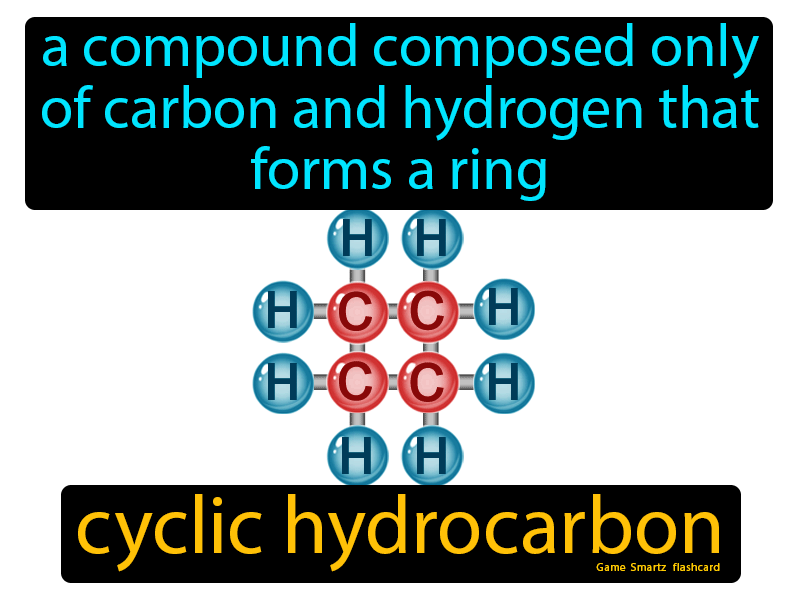 a compound composed only
of carbon and hydrogen that
forms a ring
H H
H C C H
H C C H
H H
cyclic hydrocarbon
Game Smartz flashcard